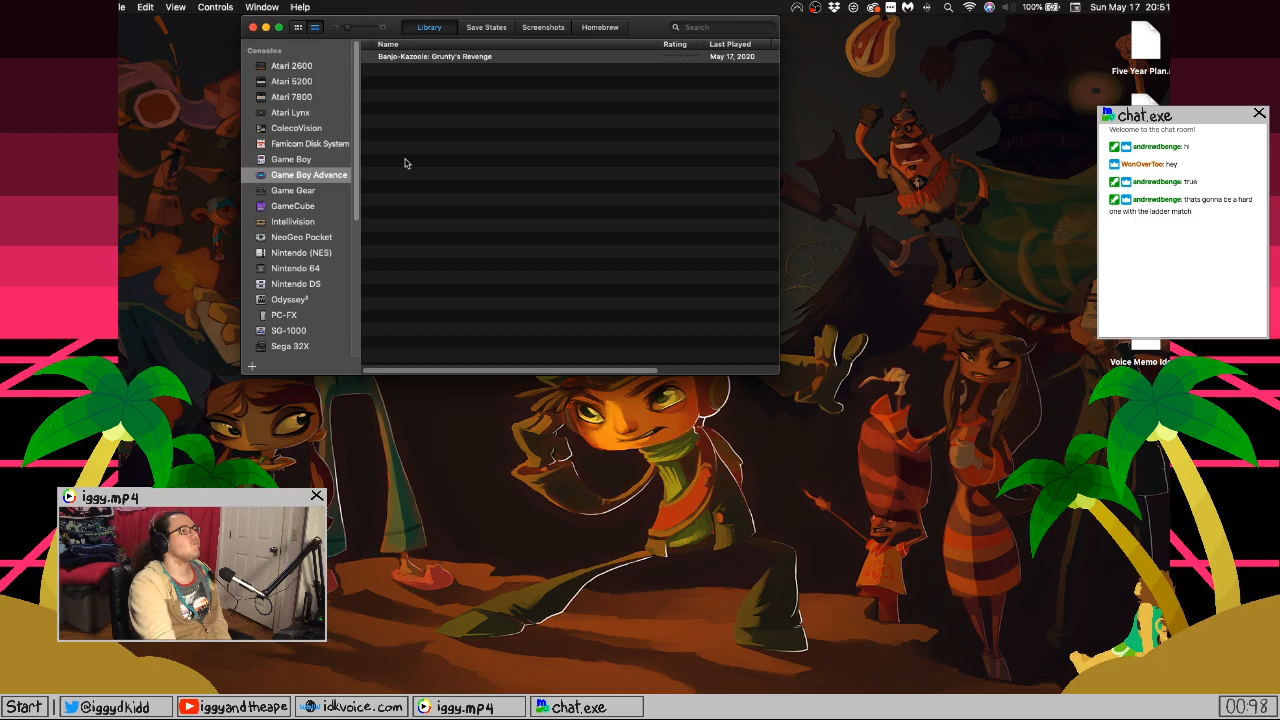 Edit View Controls Window Help
100%
Sun May 17 20:51
Library Save States Screenshots Homebrew
Search
Consoles
Name Rating Last Played
Banjo-Kazooie: Grunty's Revenge May 17, 2020
Atari 2600
Atari 5200
Atari 7800
Atari Lynx
ColecoVision
Famicom Disk System
Game Boy
Game Boy Advance
Game Gear
GameCube
Intellivision
NeoGeo Pocket
Nintendo (NES)
Nintendo 64
Nintendo DS
Odyssey²
PC-FX
SG-1000
Sega 32X
Five Year Plan.
chat.exe
Welcome to the chat room!
andrewdbenge: hi
WonOverToo: hey
andrewdbenge: true
andrewdbenge: thats gonna be a hard
one with the ladder match
Voice Memo
iggy.mp4
Start @iggydkidd iggyandtheape idkvoice.com iggy.mp4 chat.exe 00:98